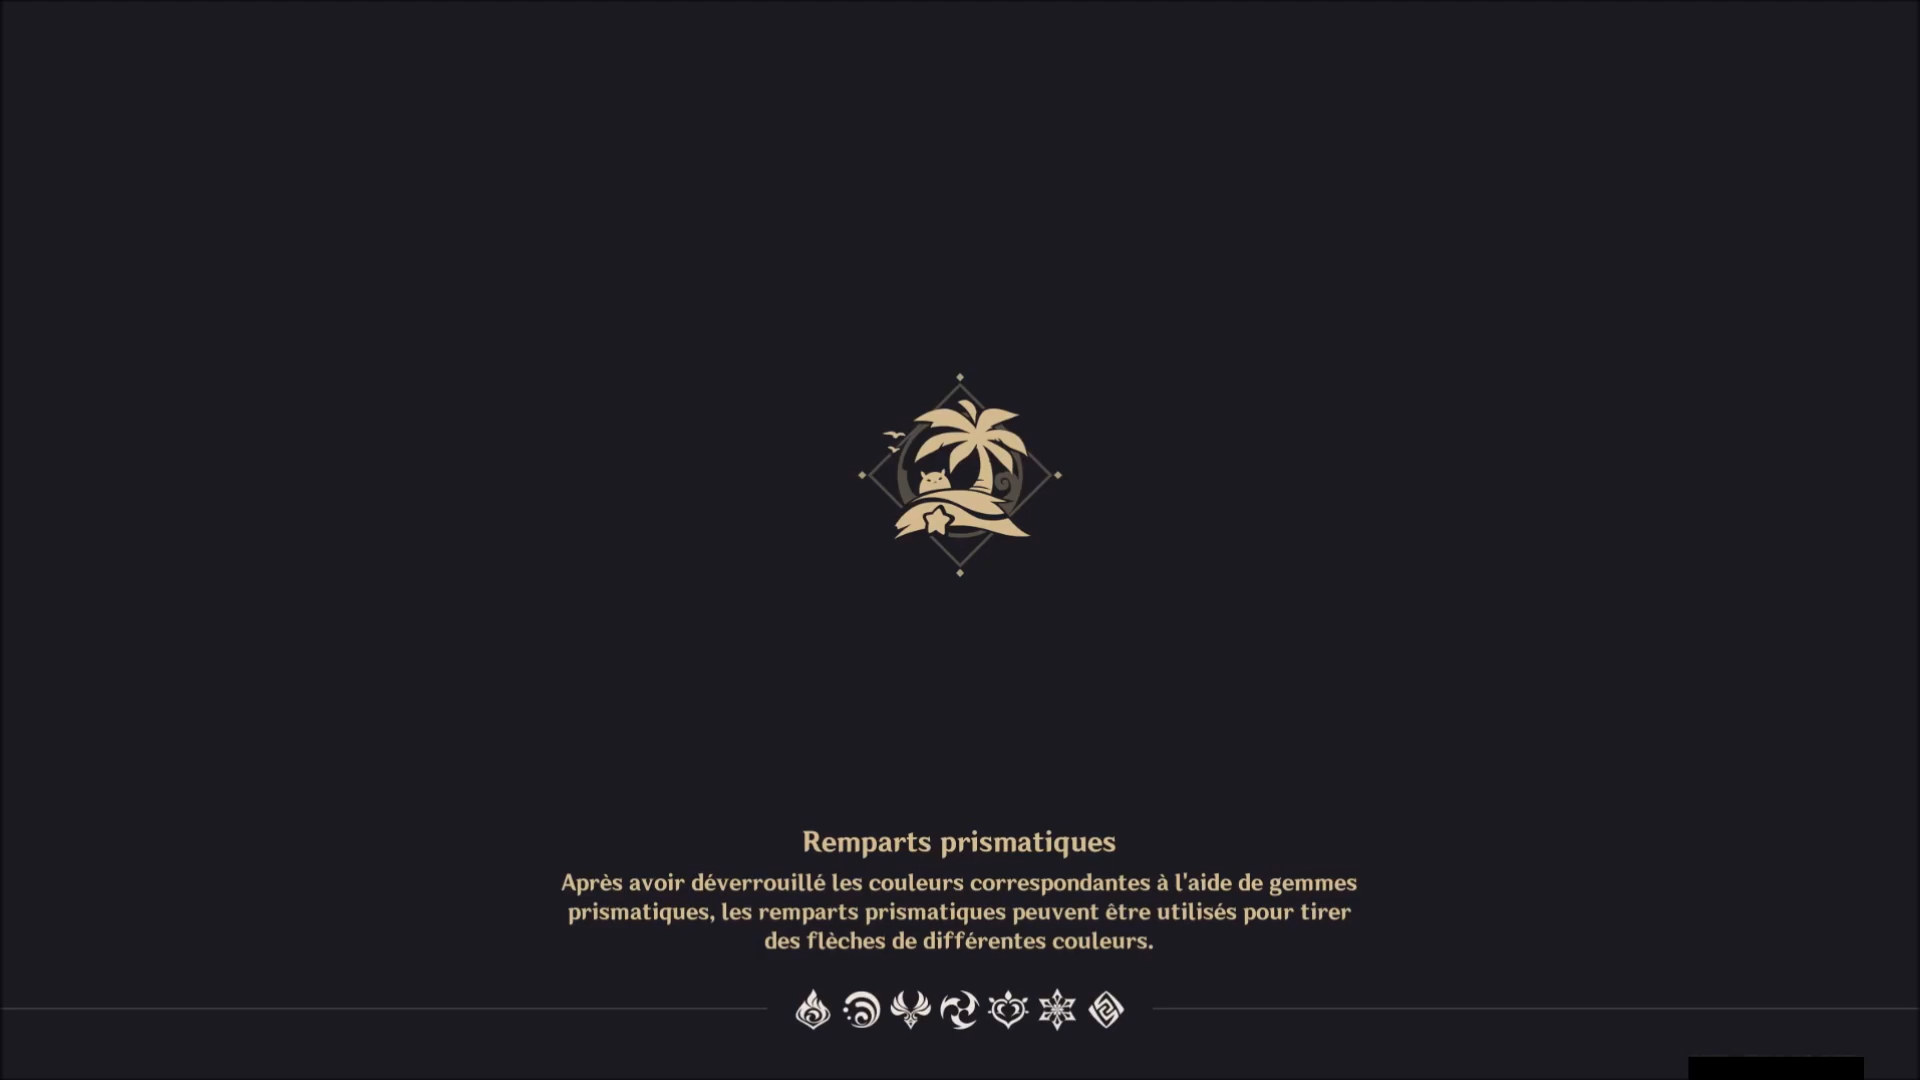 Remparts prismatiques
Après avoir déverrouillé les couleurs correspondantes à l'aide de gemmes
prismatiques, les remparts prismatiques peuvent être utilisés pour tirer
des flèches de différentes couleurs.